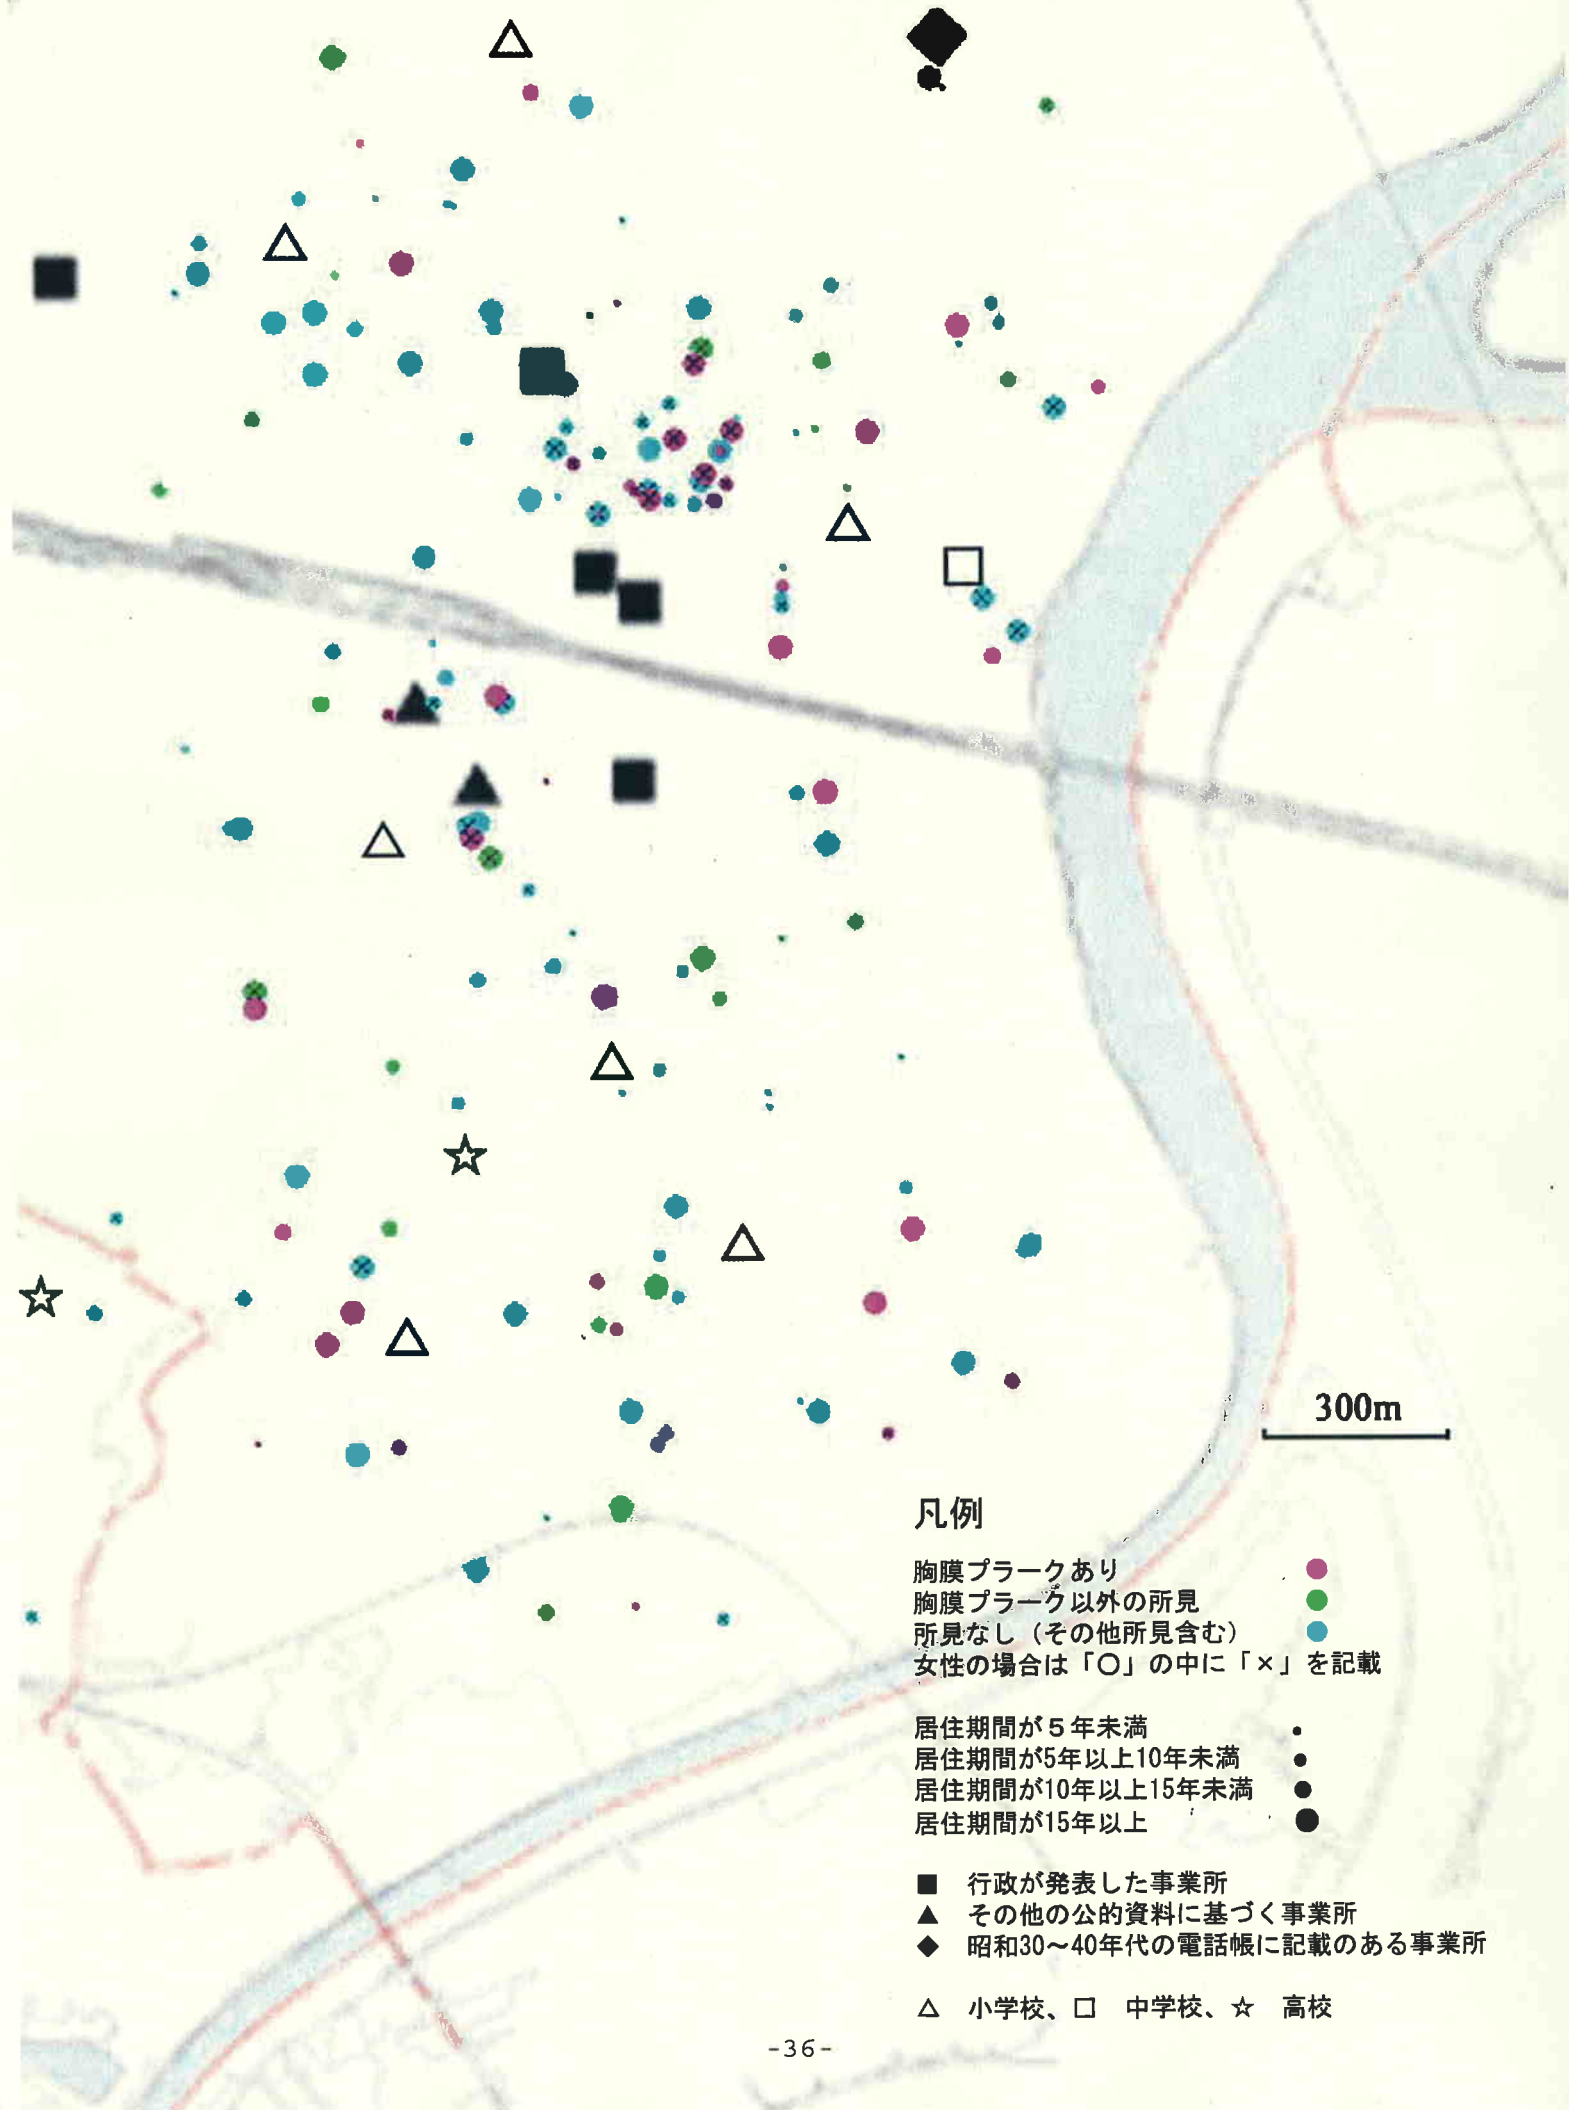 300m
凡例
胸膜プラークあり
胸膜プラーク以外の所見
所見なし（その他所見含む）
女性の場合は「〇」の中に「×」を記載
居住期間が５年未満
居住期間が5年以上10年未満
居住期間が10年以上15年未満
居住期間が15年以上
■ 行政が発表した事業所
▲ その他の公的資料に基づく事業所
◆ 昭和30～40年代の電話帳に記載のある事業所
△ 小学校、□ 中学校、☆ 高校
-36-